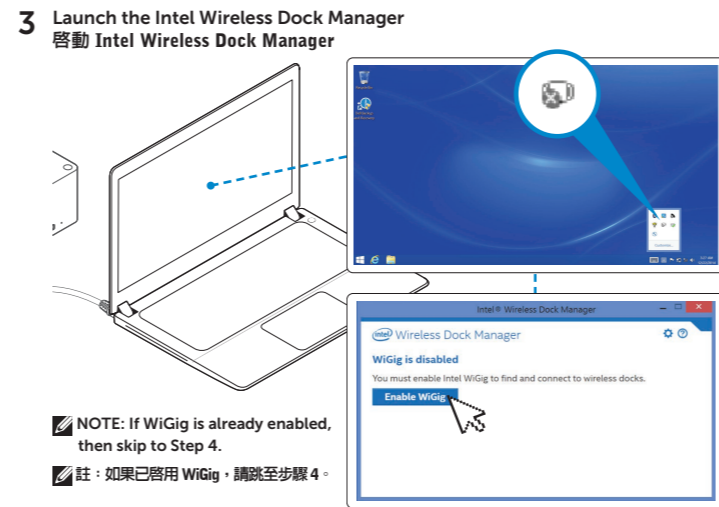 3 Launch the Intel Wireless Dock Manager
啓動 Intel Wireless Dock Manager
Intel® Wireless Dock Manager
intel Wireless Dock Manager
WiGig is disabled
You must enable Intel WiGig to find and connect to wireless docks.
Enable WiGig
NOTE: If WiGig is already enabled,
then skip to Step 4.
註：如果已啓用 WiGig，請跳至步驟 4。